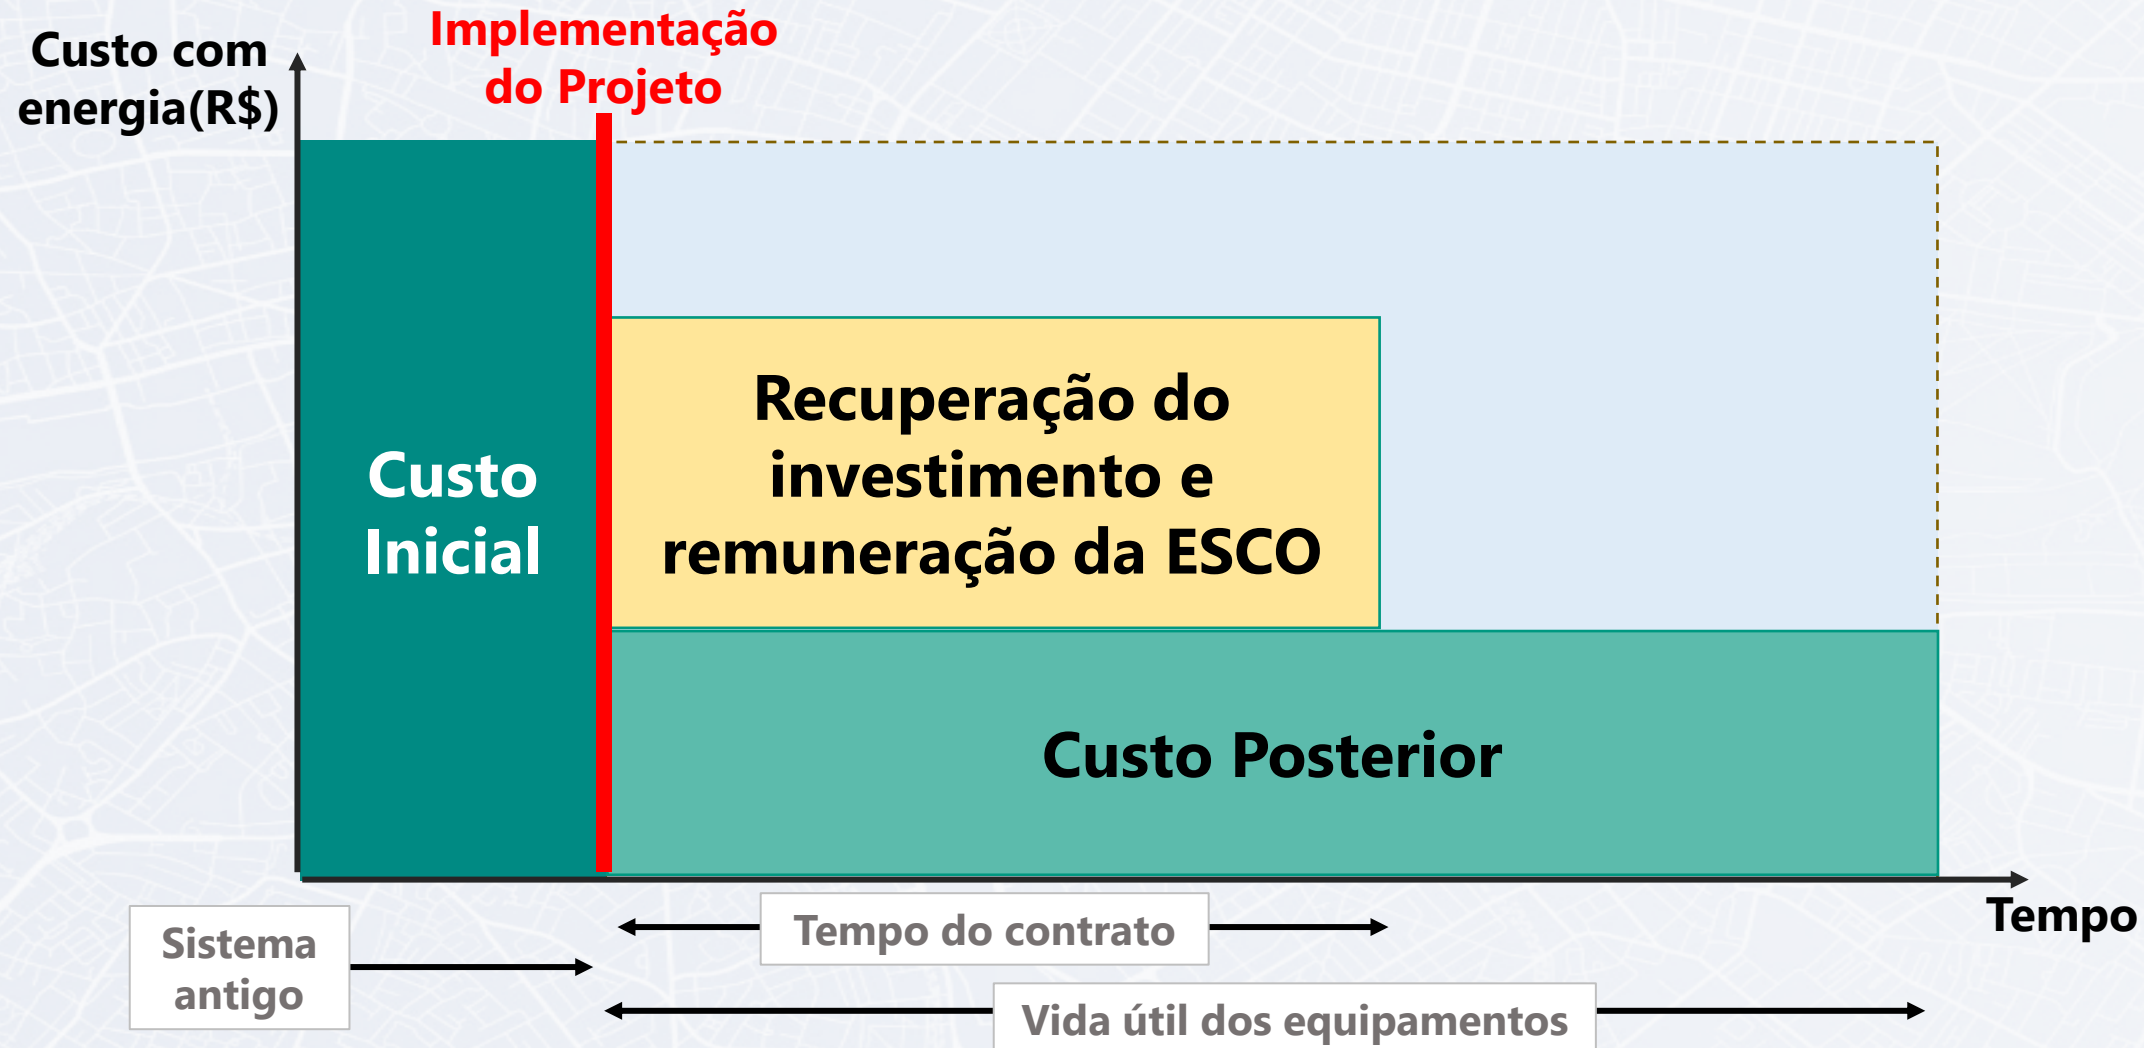 Custo com
energia(R$)
Implementação
do Projeto
Custo
Inicial
Recuperação do
investimento e
remuneração da ESCO
Custo Posterior
Tempo
Sistema
antigo
Tempo do contrato
Vida útil dos equipamentos